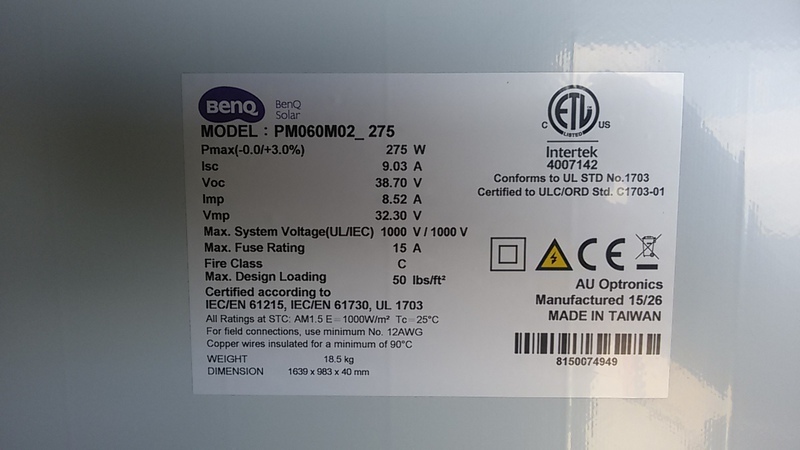 BenQ
BenQ
Solar
MODEL : PM060M02_ 275
Pmax(-0.0/+3.0%) 275 W
Isc 9.03 A
Voc 38.70 V
Imp 8.52 A
Vmp 32.30 V
Max. System Voltage(UL/IEC) 1000 V / 1000 V
Max. Fuse Rating 15 A
Fire Class C
Max. Design Loading 50 lbs/ft²
Certified according to
IEC/EN 61215, IEC/EN 61730, UL 1703
All Ratings at STC: AM1.5 E=1000W/m² Tc=25°C
For field connections, use minimum No. 12AWG
Copper wires insulated for a minimum of 90°C
WEIGHT 18.5 kg
DIMENSION 1639 x 983 x 40 mm
ETL
LISTED
C US
Intertek
4007142
Conforms to UL STD No.1703
Certified to ULC/ORD Std. C1703-01
CE
AU Optronics
Manufactured 15/26
MADE IN TAIWAN
8150074949